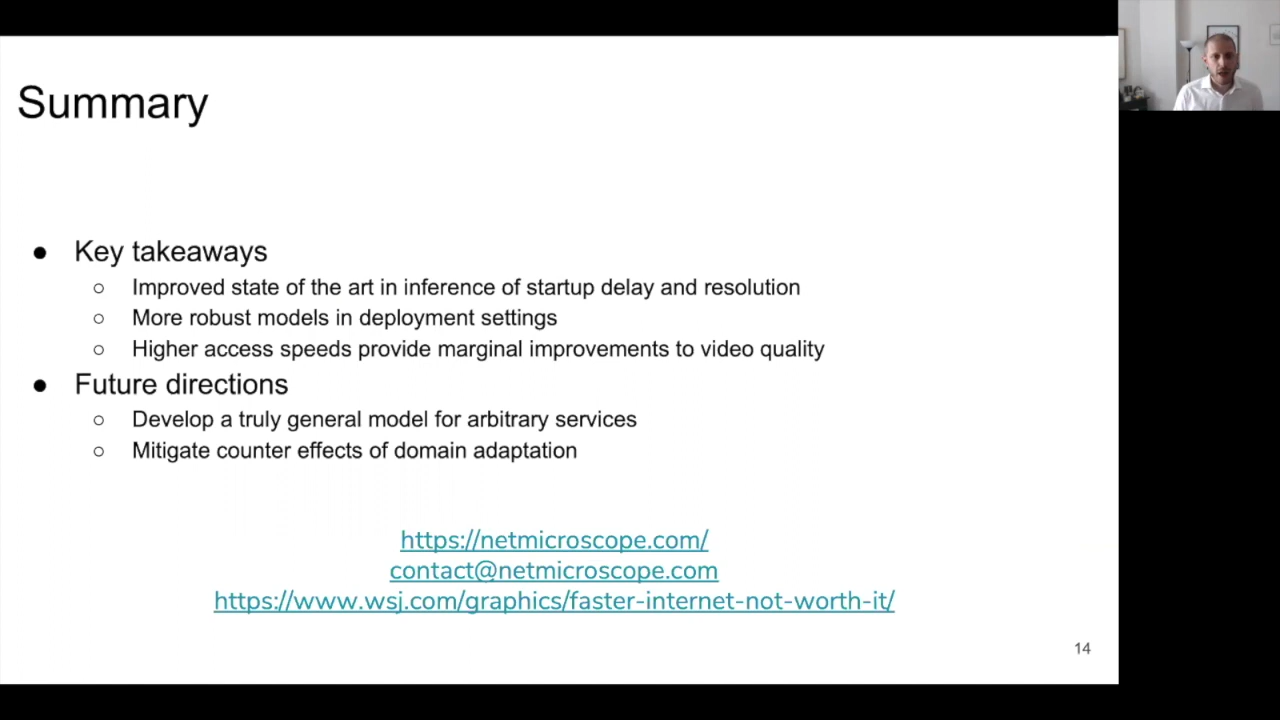 Summary
● Key takeaways
○ Improved state of the art in inference of startup delay and resolution
○ More robust models in deployment settings
○ Higher access speeds provide marginal improvements to video quality
● Future directions
○ Develop a truly general model for arbitrary services
○ Mitigate counter effects of domain adaptation
https://netmicroscope.com/
contact@netmicroscope.com
https://www.wsj.com/graphics/faster-internet-not-worth-it/
14